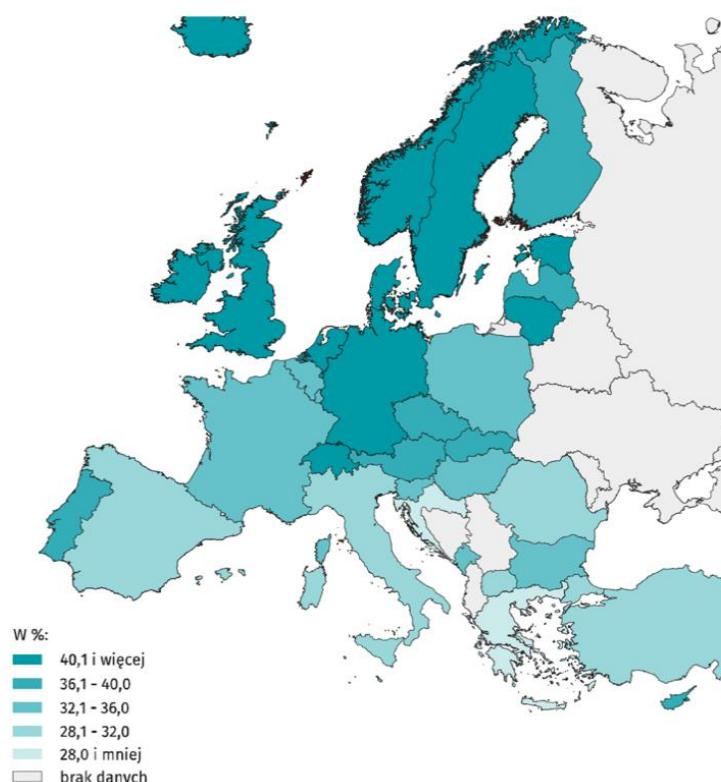 W %:
40,1 i więcej
36,1 - 40,0
32,1 - 36,0
28,1 - 32,0
28,0 i mniej
brak danych